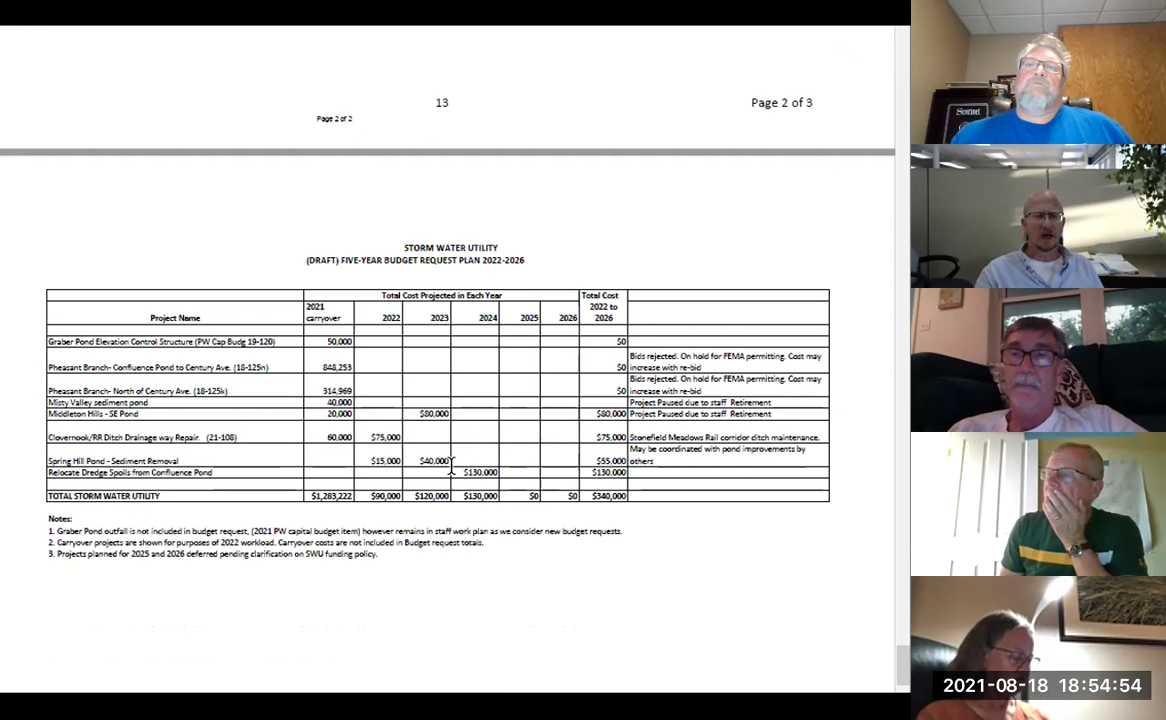 13 Page 2 of 3
Page 2 of 2
STORM WATER UTILITY
(DRAFT) FIVE-YEAR BUDGET REQUEST PLAN 2022-2026
Total Cost Projected in Each Year Total Cost
2021 2022 to
Project Name carryover 2022 2023 2024 2025 2026 2026
Graber Pond Elevation Control Structure (PW Cap Budg 19-120) 50,000 $0
Bids rejected. On hold for FEMA permitting. Cost may
Pheasant Branch- Confluence Pond to Century Ave. (18-125n) 848,253 $0 increase with re-bid
Bids rejected. On hold for FEMA permitting. Cost may
Pheasant Branch- North of Century Ave. (18-125k) 314,969 $0 increase with re-bid
Misty Valley sediment pond 40,000 Project Paused due to staff Retirement
Middleton Hills - SE Pond 20,000 $80,000 $80,000 Project Paused due to staff Retirement
Clovernook/RR Ditch Drainage way Repair. (21-108) 60,000 $75,000 $75,000 Stonefield Meadows Rail corridor ditch maintenance.
May be coordinated with pond improvements by
Spring Hill Pond - Sediment Removal $15,000 $40,000 $55,000 others
Relocate Dredge Spoils from Confluence Pond $130,000 $130,000
TOTAL STORM WATER UTILITY $1,283,222 $90,000 $120,000 $130,000 $0 $0 $340,000
Notes:
1. Graber Pond outfall is not included in budget request, (2021 PW capital budget item) however remains in staff work plan as we consider new budget requests.
2. Carryover projects are shown for purposes of 2022 workload. Carryover costs are not included in Budget request totals.
3. Projects planned for 2025 and 2026 deferred pending clarification on SWU funding policy.
2021-08-18 18:54:54